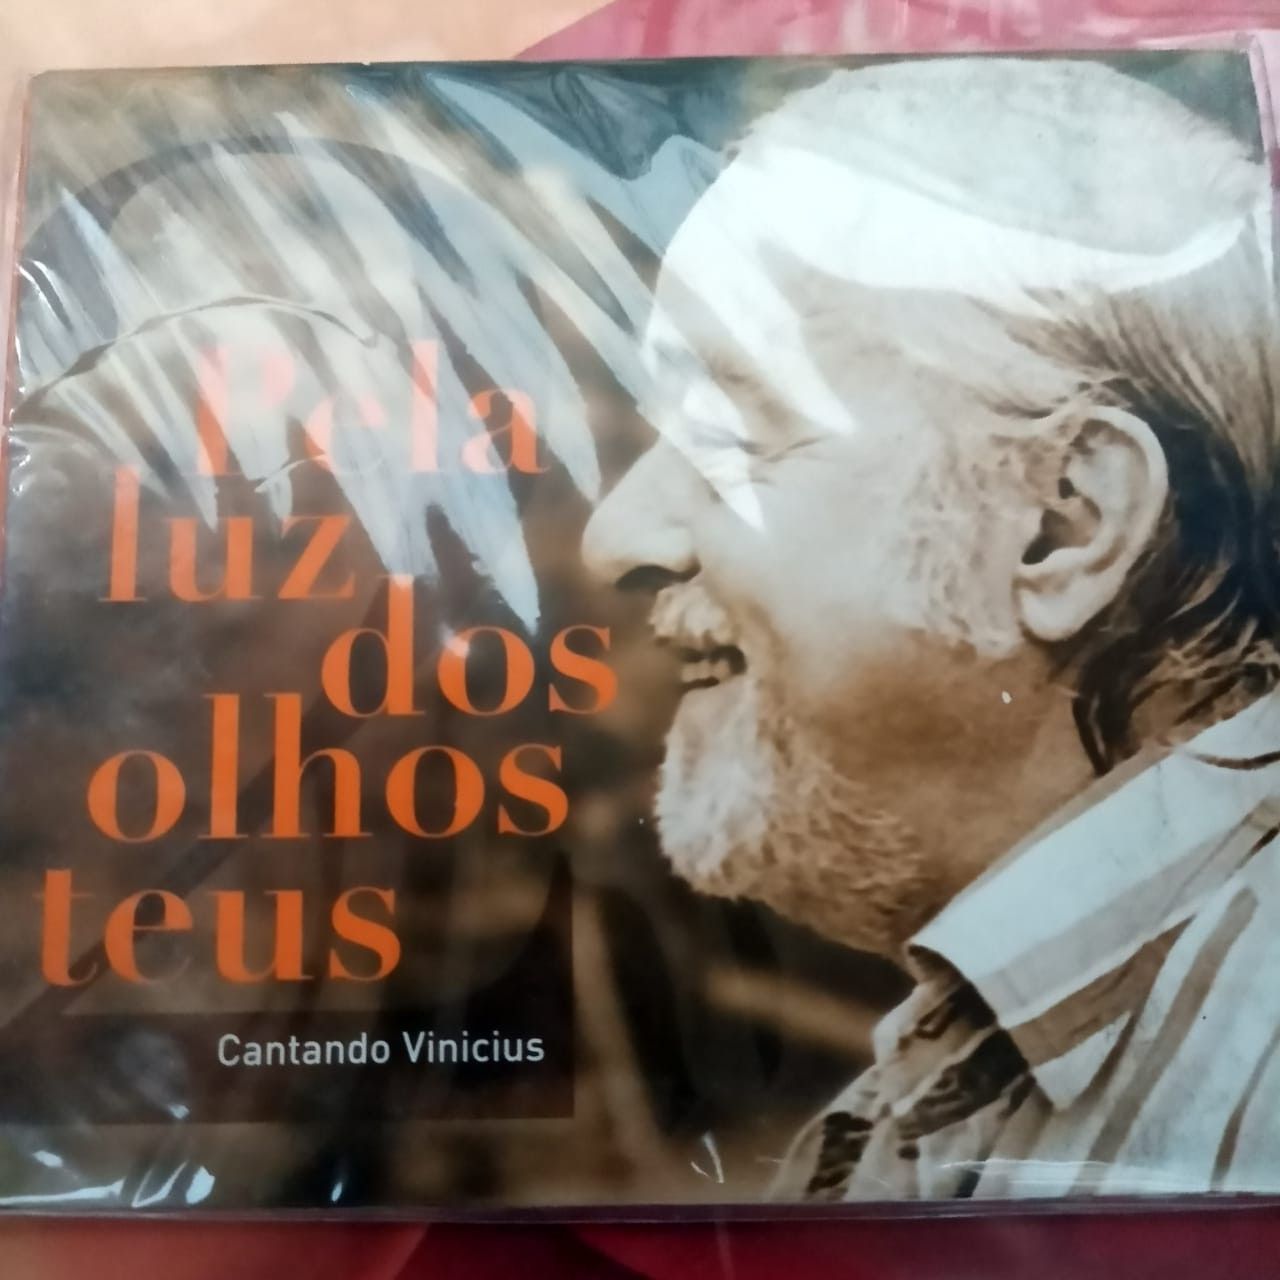 Pela
luz
dos
olhos
teus
Cantando Vinicius